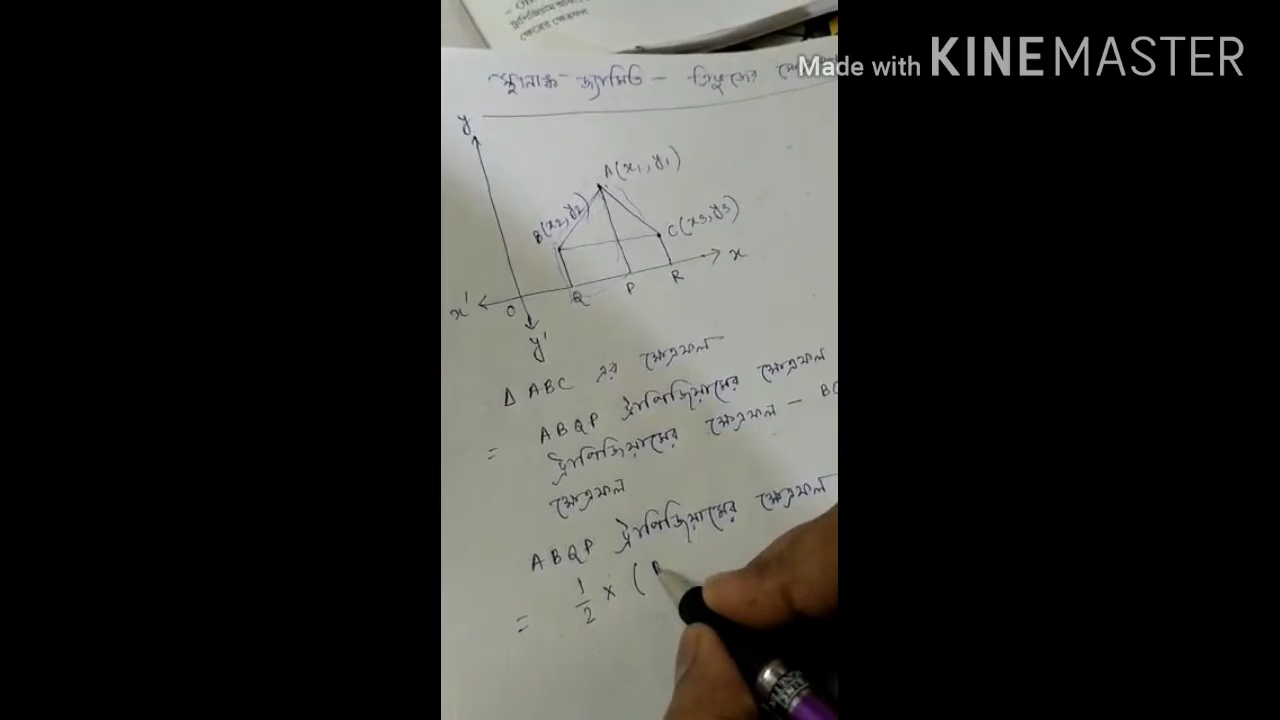 Made with KINEMASTER
স্থানাঙ্ক জ্যামিতি – ত্রিভুজের
y
A(x₁, y₁)
B(x₂, y₂)
C(x₃, y₃)
x' O Q P R x
y'
Δ ABC এর ক্ষেত্রফল
= ABQP ট্রাপিজিয়ামের ক্ষেত্রফল
ট্রাপিজিয়ামের ক্ষেত্রফল –
ক্ষেত্রফল
ABQP ট্রাপিজিয়ামের ক্ষেত্রফল
= 1/2 × (